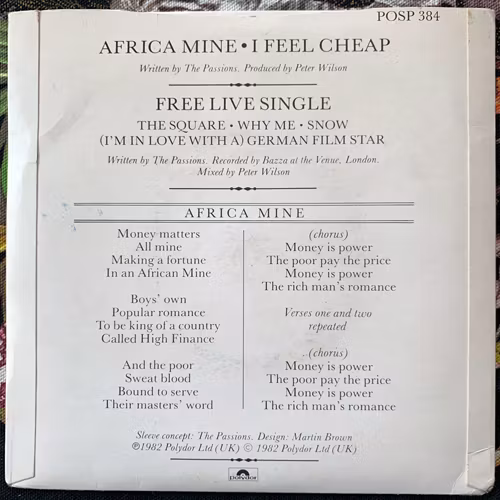 POSP 384
AFRICA MINE • I FEEL CHEAP
Written by The Passions. Produced by Peter Wilson
FREE LIVE SINGLE
THE SQUARE • WHY ME • SNOW
(I'M IN LOVE WITH A) GERMAN FILM STAR
Written by The Passions. Recorded by Bazza at the Venue, London.
Mixed by Peter Wilson
AFRICA MINE
Money matters
All mine
Making a fortune
In an African Mine
Boys' own
Popular romance
To be king of a country
Called High Finance
And the poor
Sweat blood
Bound to serve
Their masters' word
(chorus)
Money is power
The poor pay the price
Money is power
The rich man's romance
Verses one and two
repeated
(chorus)
Money is power
The poor pay the price
Money is power
The rich man's romance
Sleeve concept: The Passions. Design: Martin Brown
℗1982 Polydor Ltd (UK) © 1982 Polydor Ltd (UK)
polydor